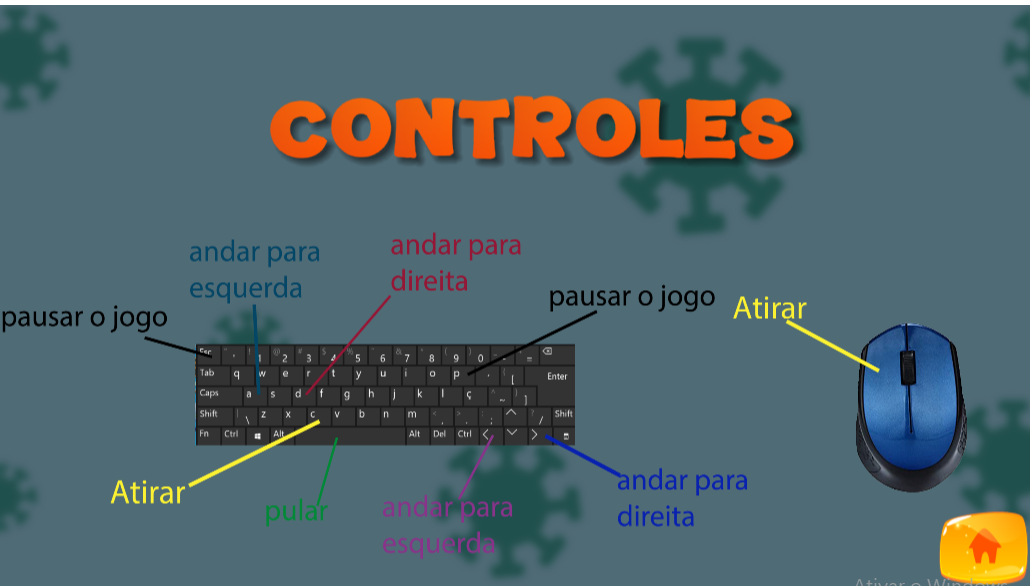 CONTROLES
andar para
esquerda
andar para
direita
pausar o jogo
pausar o jogo
Atirar
Esc 1 @ 2 # 3 $ 4 % 5 6 & 7 * 8 ( 9 ) 0 - =
Tab q w e r t y u i o p [ Enter
Caps a s d f g h j k l ç ~ ]
Shift | \ z x c v b n m < , > . : ; ^ ? / Shift
Fn Ctrl Alt Alt Del Ctrl < v >
Atirar
pular
andar para
esquerda
andar para
direita